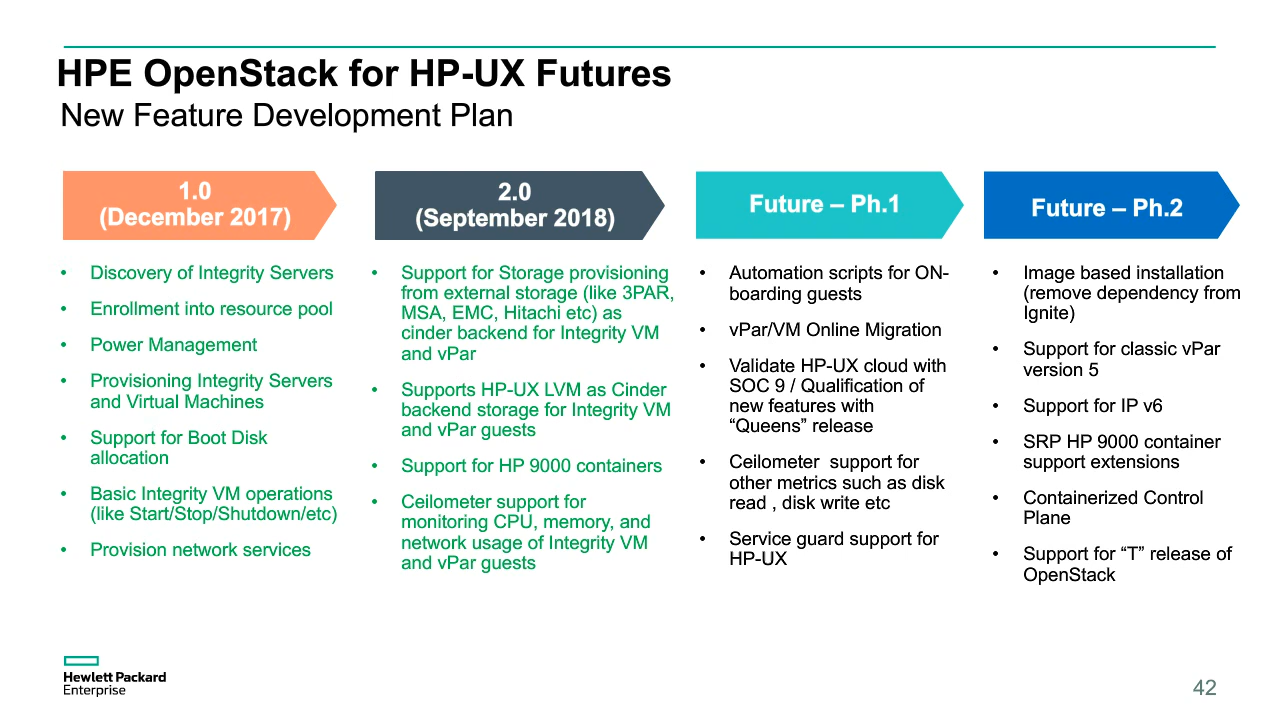 HPE OpenStack for HP-UX Futures
New Feature Development Plan
1.0
(December 2017)
• Discovery of Integrity Servers
• Enrollment into resource pool
• Power Management
• Provisioning Integrity Servers
and Virtual Machines
• Support for Boot Disk
allocation
• Basic Integrity VM operations
(like Start/Stop/Shutdown/etc)
• Provision network services
2.0
(September 2018)
• Support for Storage provisioning
from external storage (like 3PAR,
MSA, EMC, Hitachi etc) as
cinder backend for Integrity VM
and vPar
• Supports HP-UX LVM as Cinder
backend storage for Integrity VM
and vPar guests
• Support for HP 9000 containers
• Ceilometer support for
monitoring CPU, memory, and
network usage of Integrity VM
and vPar guests
Future – Ph.1
• Automation scripts for ON-
boarding guests
• vPar/VM Online Migration
• Validate HP-UX cloud with
SOC 9 / Qualification of
new features with
“Queens” release
• Ceilometer support for
other metrics such as disk
read , disk write etc
• Service guard support for
HP-UX
Future – Ph.2
• Image based installation
(remove dependency from
Ignite)
• Support for classic vPar
version 5
• Support for IP v6
• SRP HP 9000 container
support extensions
• Containerized Control
Plane
• Support for “T” release of
OpenStack
Hewlett Packard
Enterprise
42